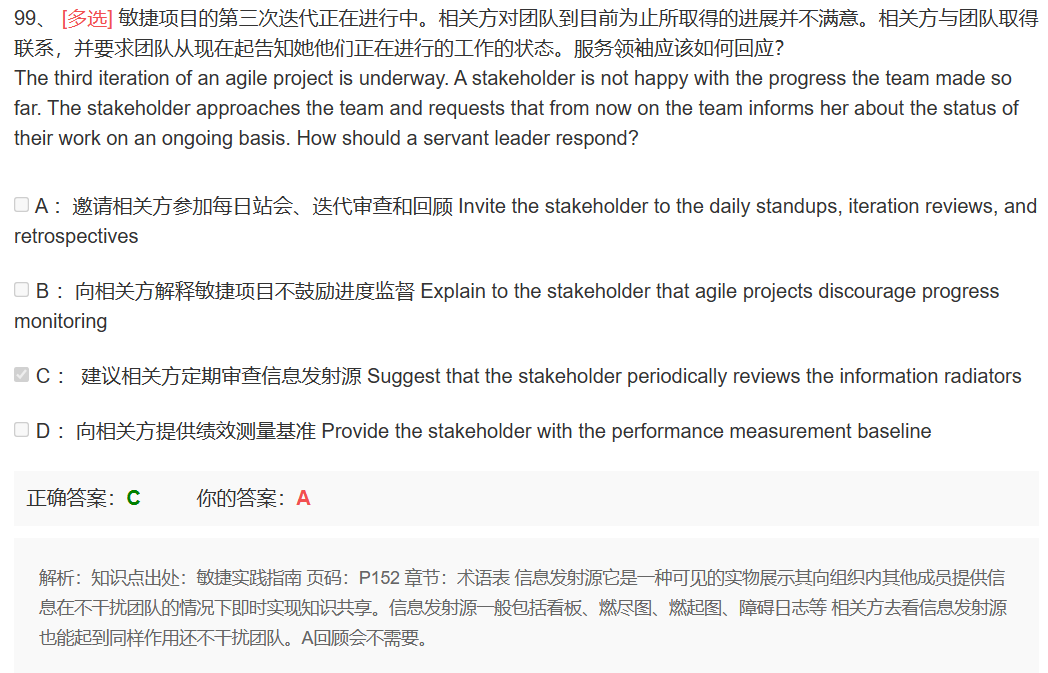 99、 [多选] 敏捷项目的第三次迭代正在进行中。相关方对团队到目前为止所取得的进展并不满意。相关方与团队取得
联系，并要求团队从现在起告知她他们正在进行的工作的状态。服务领袖应该如何回应？
The third iteration of an agile project is underway. A stakeholder is not happy with the progress the team made so
far. The stakeholder approaches the team and requests that from now on the team informs her about the status of
their work on an ongoing basis. How should a servant leader respond?
A： 邀请相关方参加每日站会、迭代审查和回顾 Invite the stakeholder to the daily standups, iteration reviews, and
retrospectives
B： 向相关方解释敏捷项目不鼓励进度监督 Explain to the stakeholder that agile projects discourage progress
monitoring
C： 建议相关方定期审查信息发射源 Suggest that the stakeholder periodically reviews the information radiators
D： 向相关方提供绩效测量基准 Provide the stakeholder with the performance measurement baseline
正确答案：C 你的答案：A
解析：知识点出处：敏捷实践指南 页码：P152 章节：术语表 信息发射源它是一种可见的实物展示其向组织内其他成员提供信
息在不干扰团队的情况下即时实现知识共享。信息发射源一般包括看板、燃尽图、燃起图、障碍日志等 相关方去看信息发射源
也能起到同样作用还不干扰团队。A回顾会不需要。